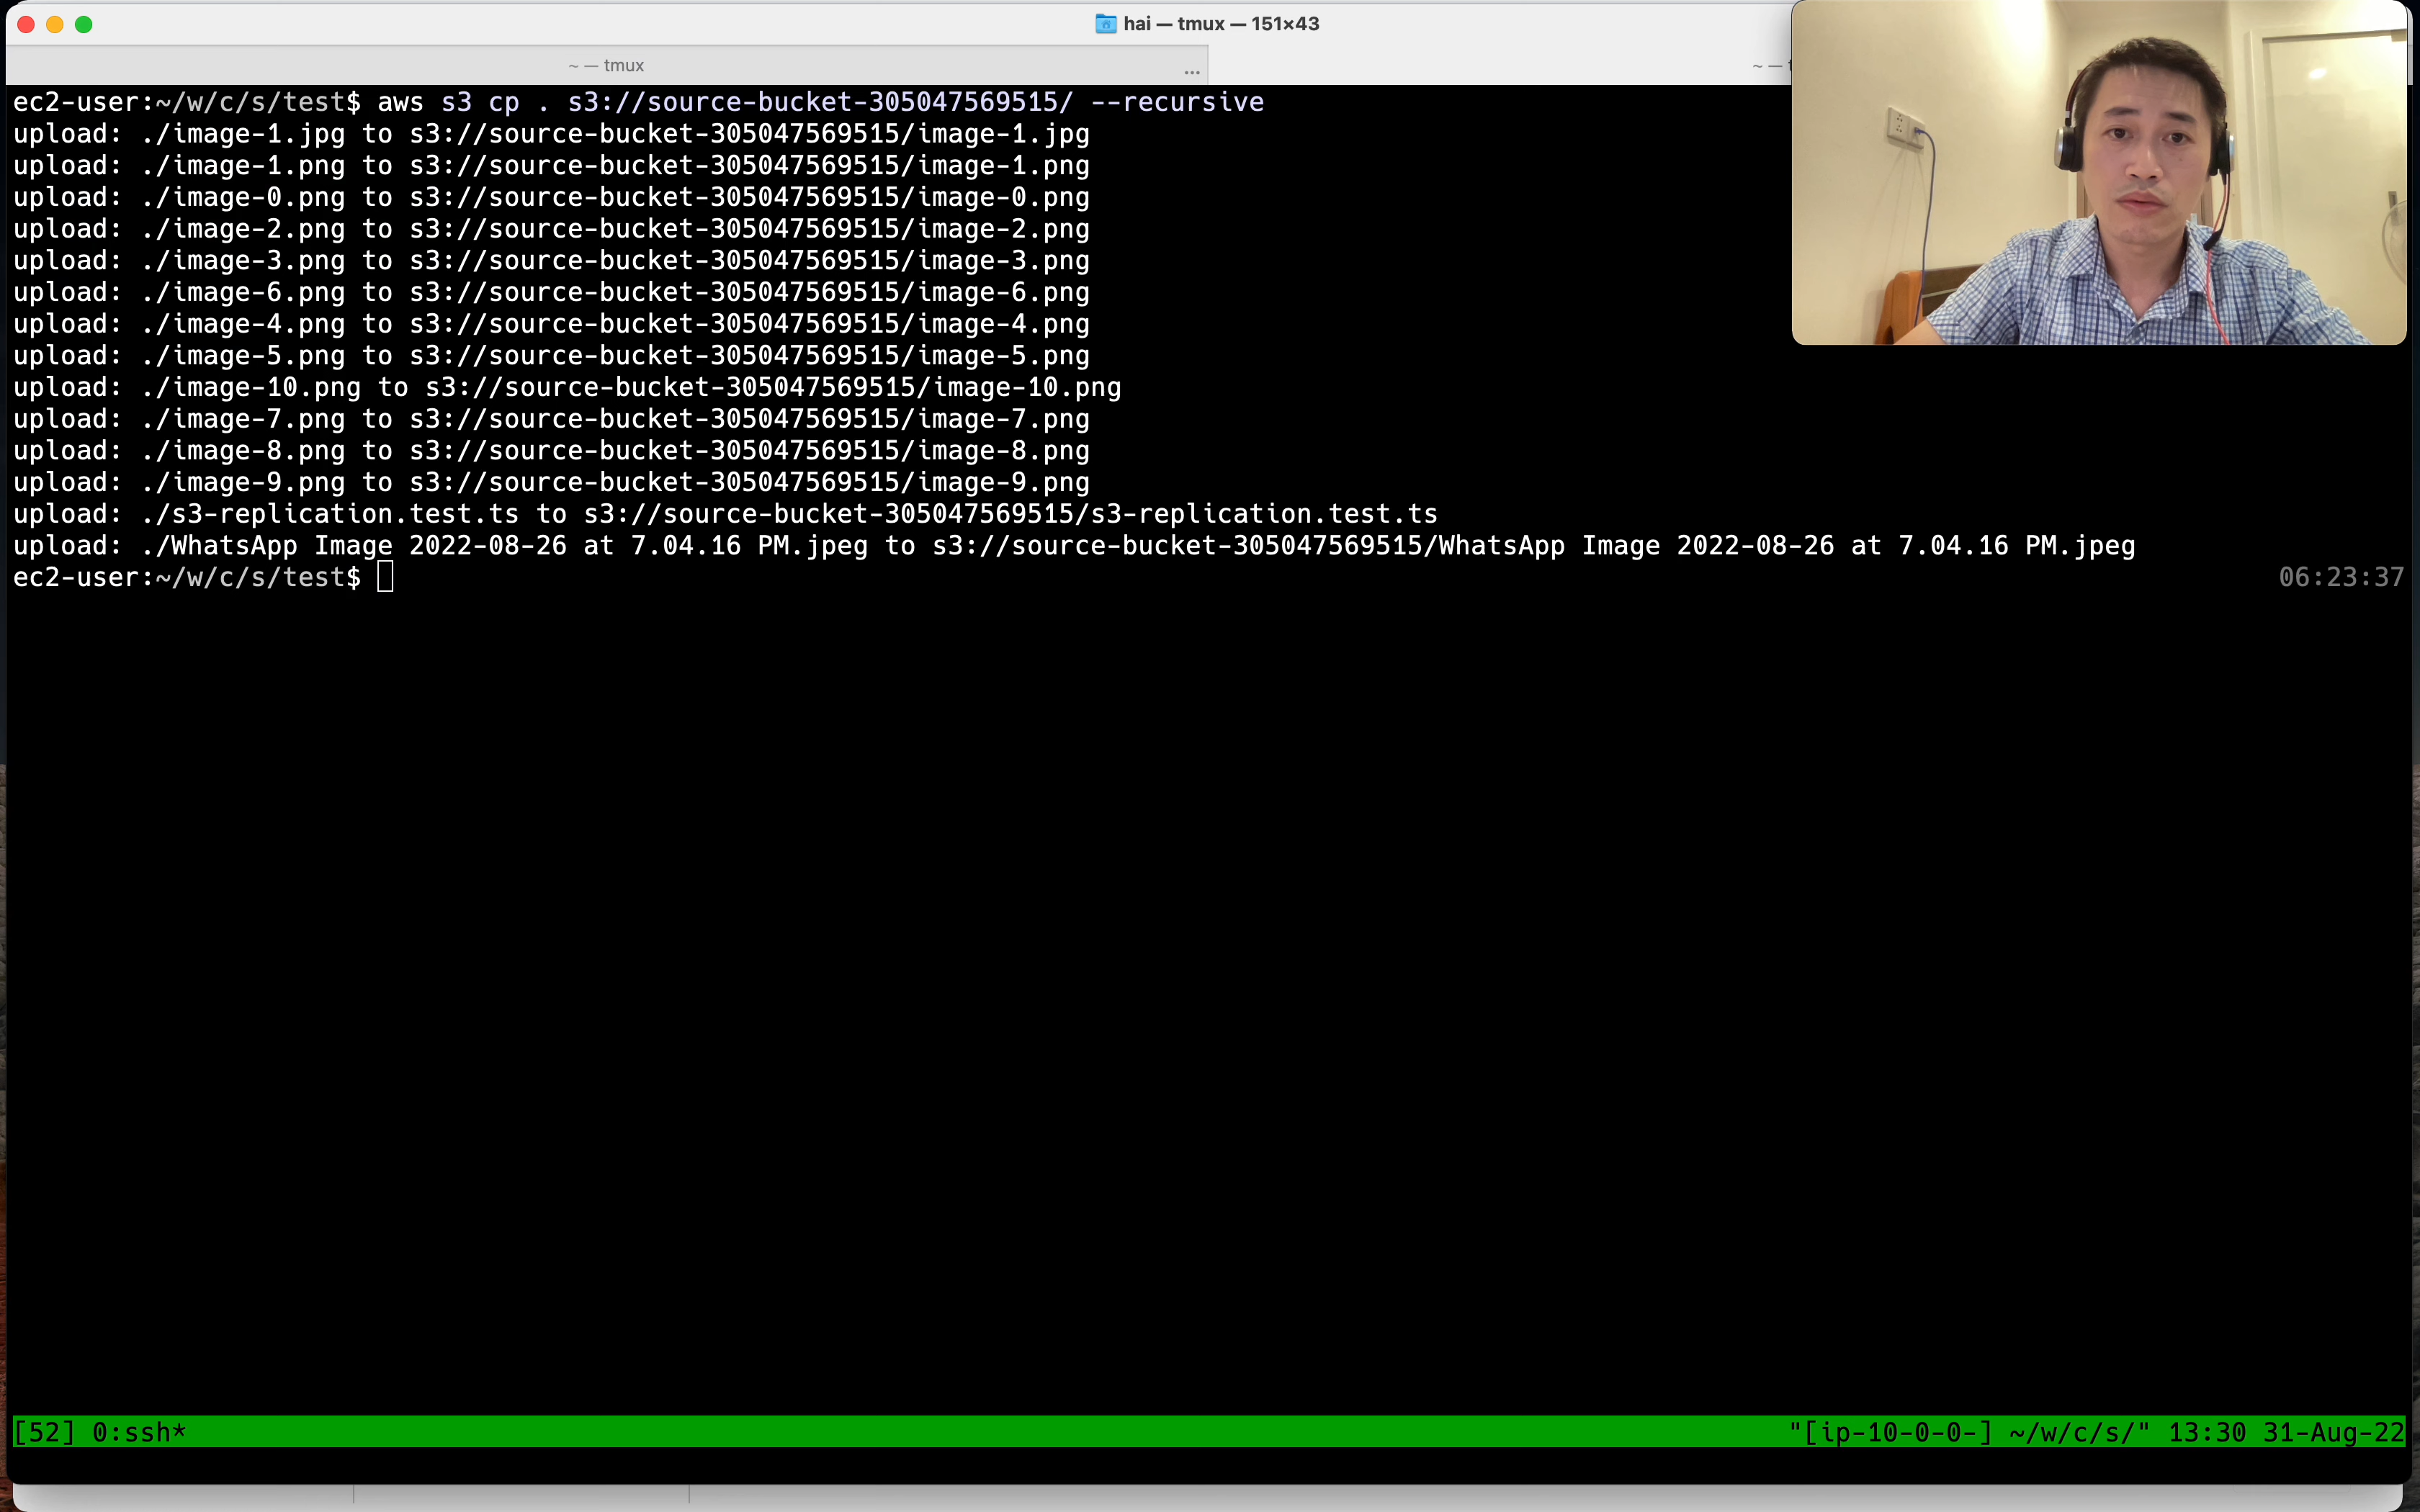 hai — tmux — 151×43
~ — tmux
...
~ —
ec2-user:~/w/c/s/test$ aws s3 cp . s3://source-bucket-305047569515/ --recursive
upload: ./image-1.jpg to s3://source-bucket-305047569515/image-1.jpg
upload: ./image-1.png to s3://source-bucket-305047569515/image-1.png
upload: ./image-0.png to s3://source-bucket-305047569515/image-0.png
upload: ./image-2.png to s3://source-bucket-305047569515/image-2.png
upload: ./image-3.png to s3://source-bucket-305047569515/image-3.png
upload: ./image-6.png to s3://source-bucket-305047569515/image-6.png
upload: ./image-4.png to s3://source-bucket-305047569515/image-4.png
upload: ./image-5.png to s3://source-bucket-305047569515/image-5.png
upload: ./image-10.png to s3://source-bucket-305047569515/image-10.png
upload: ./image-7.png to s3://source-bucket-305047569515/image-7.png
upload: ./image-8.png to s3://source-bucket-305047569515/image-8.png
upload: ./image-9.png to s3://source-bucket-305047569515/image-9.png
upload: ./s3-replication.test.ts to s3://source-bucket-305047569515/s3-replication.test.ts
upload: ./WhatsApp Image 2022-08-26 at 7.04.16 PM.jpeg to s3://source-bucket-305047569515/WhatsApp Image 2022-08-26 at 7.04.16 PM.jpeg
ec2-user:~/w/c/s/test$ 06:23:37
[52] 0:ssh* "[ip-10-0-0-] ~/w/c/s/" 13:30 31-Aug-22